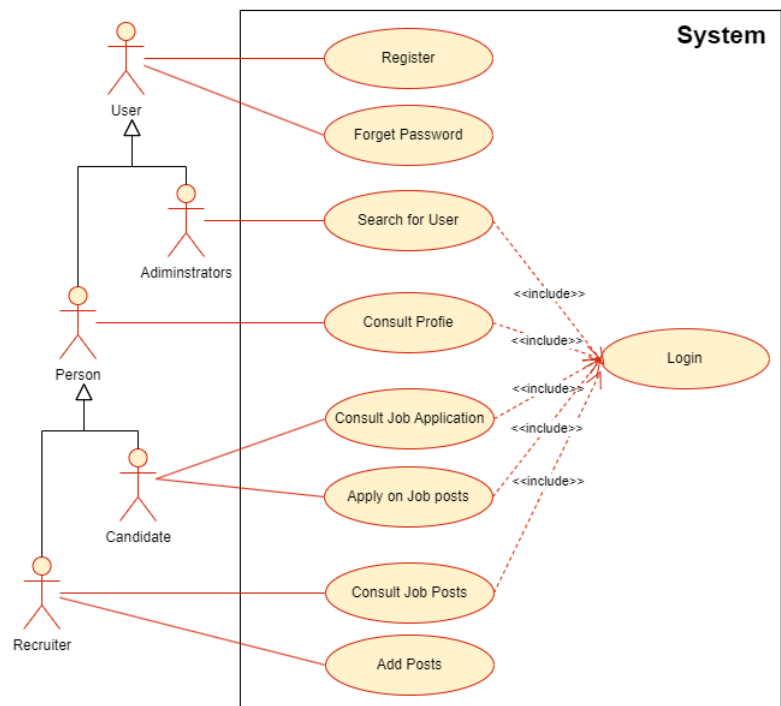 System
Register
User
Forget Password
Search for User
Adiminstrators
<<include>>
Consult Profie
<<include>>
Login
Person
<<include>>
Consult Job Application
<<include>>
Apply on Job posts
<<include>>
Candidate
Consult Job Posts
Recruiter
Add Posts